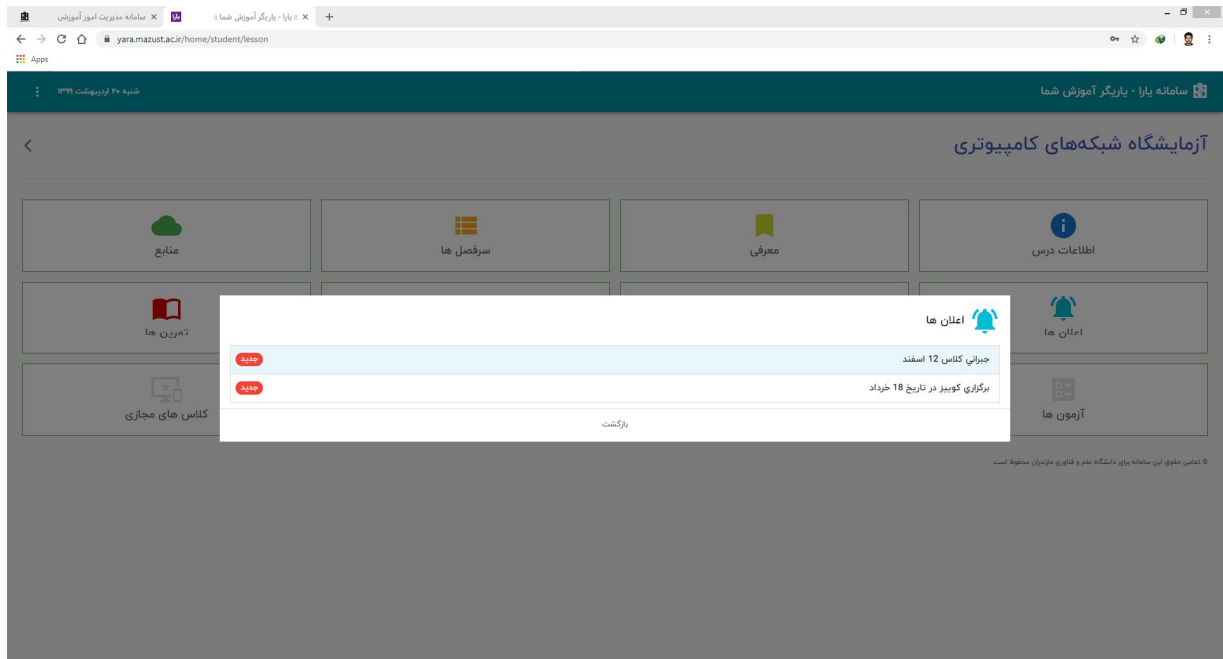 سامانه مدیریت امور آموزشی
:: یارا - یاریگر آموزش شما ::
yara.mazust.ac.ir/home/student/lesson
Apps
سامانه یارا - یاریگر آموزش شما
شنبه ۲۰ اردیبهشت ۱۳۹۹
آزمایشگاه شبکه‌های کامپیوتری
اطلاعات درس
معرفی
سرفصل ها
منابع
اعلان ها
تمرین ها
اعلان ها
جبراني کلاس 12 اسفند
جدید
برگزاري کوییز در تاریخ 18 خرداد
جدید
بازگشت
آزمون ها
کلاس های مجازی
© تمامی حقوق این سامانه برای دانشگاه علم و فناوری مازندران محفوظ است